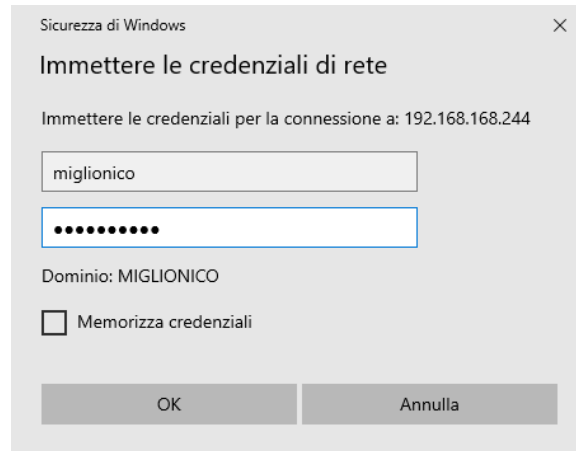 Sicurezza di Windows
Immettere le credenziali di rete
Immettere le credenziali per la connessione a: 192.168.168.244
miglionico
●●●●●●●●●●
Dominio: MIGLIONICO
Memorizza credenziali
OK
Annulla